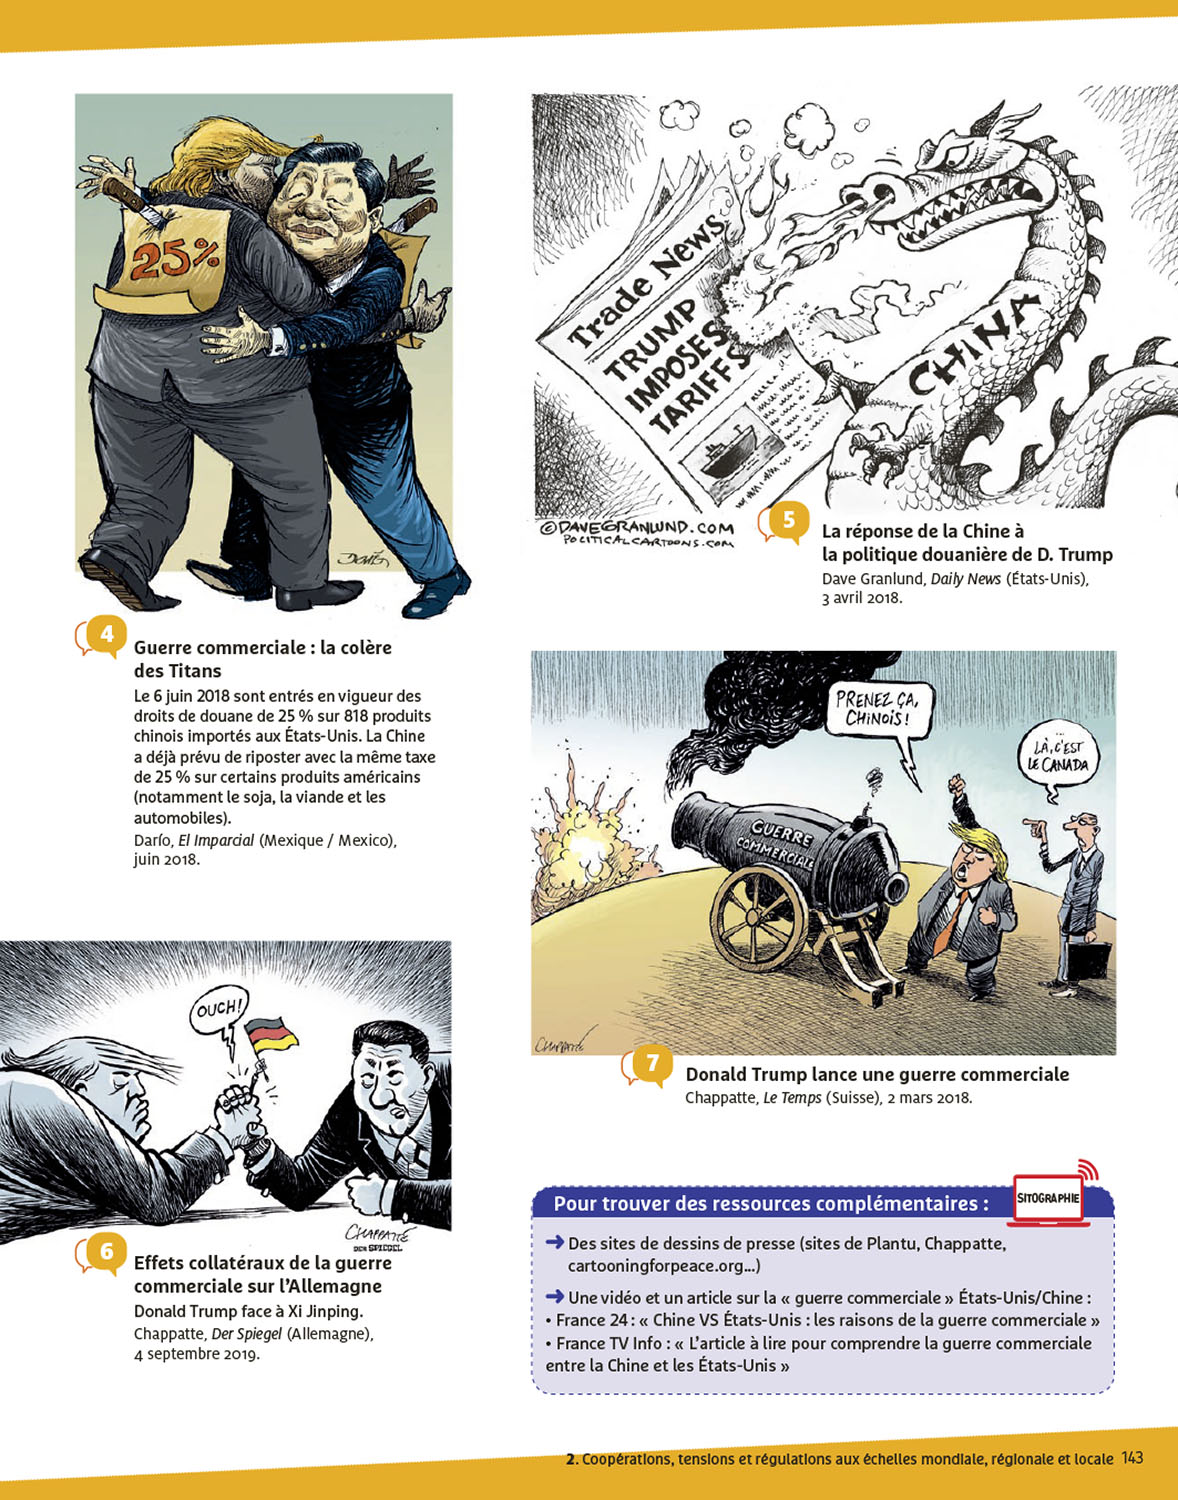 25%
DARÍO
4
Guerre commerciale : la colère
des Titans
Le 6 juin 2018 sont entrés en vigueur des
droits de douane de 25 % sur 818 produits
chinois importés aux États-Unis. La Chine
a déjà prévu de riposter avec la même taxe
de 25 % sur certains produits américains
(notamment le soja, la viande et les
automobiles).
Darío, El Imparcial (Mexique / Mexico),
juin 2018.
Trade News
TRUMP
IMPOSES
TARIFFS
CHINA
©DAVEGRANLUND.COM
POLITICALCARTOONS.COM
5
La réponse de la Chine à
la politique douanière de D. Trump
Dave Granlund, Daily News (États-Unis),
3 avril 2018.
OUCH!
CHAPPATTÉ
DER SPIEGEL
6
Effets collatéraux de la guerre
commerciale sur l’Allemagne
Donald Trump face à Xi Jinping.
Chappatte, Der Spiegel (Allemagne),
4 septembre 2019.
PRENEZ ÇA,
CHINOIS!
LÀ, C'EST
LE CANADA
GUERRE
COMMERCIALE
CHAPPATTÉ
7
Donald Trump lance une guerre commerciale
Chappatte, Le Temps (Suisse), 2 mars 2018.
Pour trouver des ressources complémentaires :
SITOGRAPHIE
➔ Des sites de dessins de presse (sites de Plantu, Chappatte,
cartooningforpeace.org...)
➔ Une vidéo et un article sur la « guerre commerciale » États-Unis/Chine :
• France 24 : « Chine VS États-Unis : les raisons de la guerre commerciale »
• France TV Info : « L’article à lire pour comprendre la guerre commerciale
entre la Chine et les États-Unis »
2. Coopérations, tensions et régulations aux échelles mondiale, régionale et locale 143